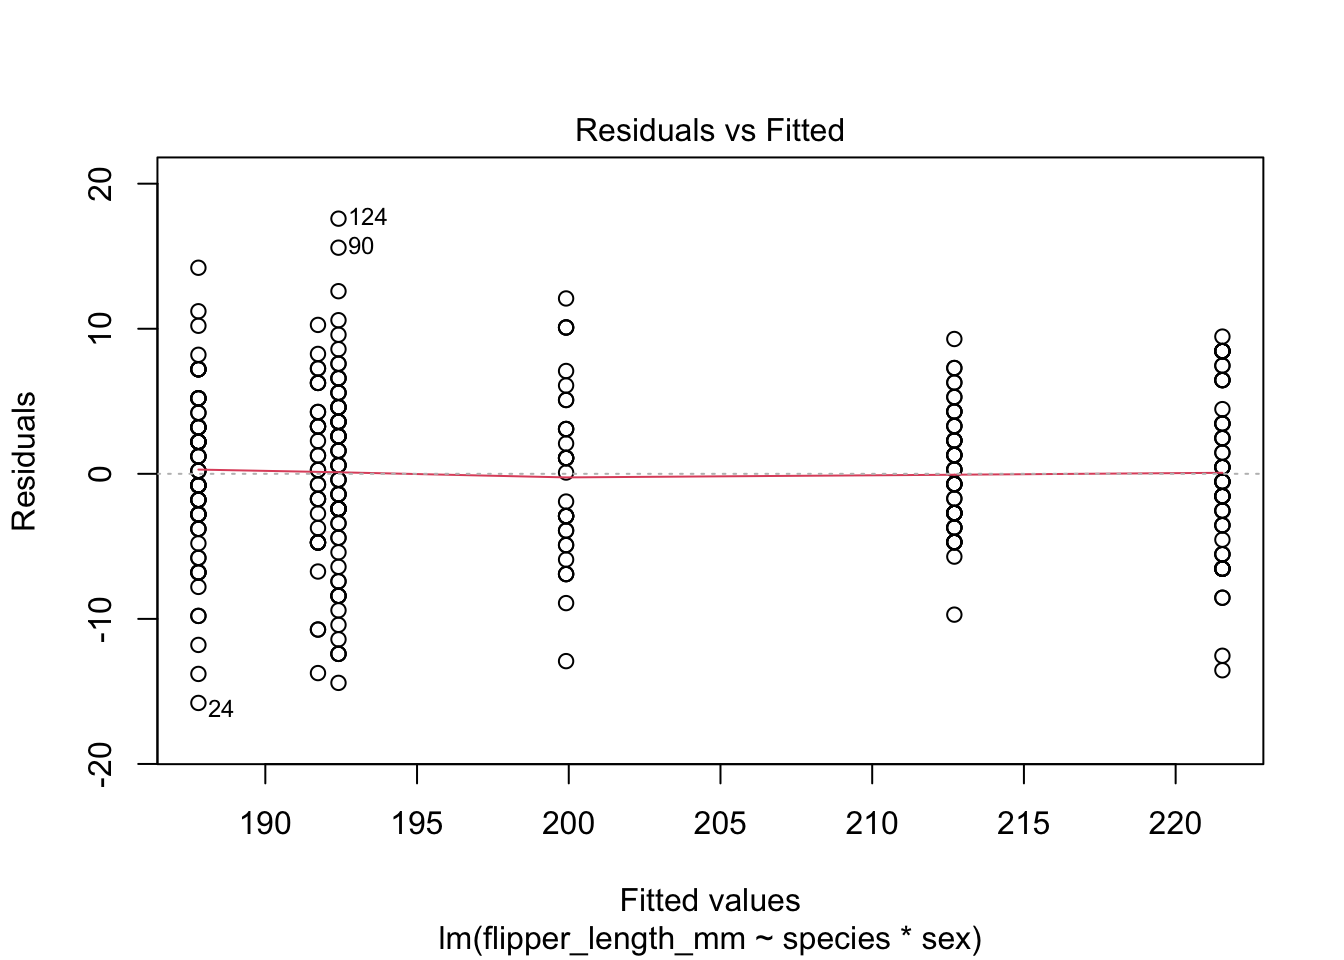 Residuals vs Fitted
Residuals
20
10
0
-10
-20
124
90
24
190 195 200 205 210 215 220
Fitted values
lm(flipper_length_mm ~ species * sex)